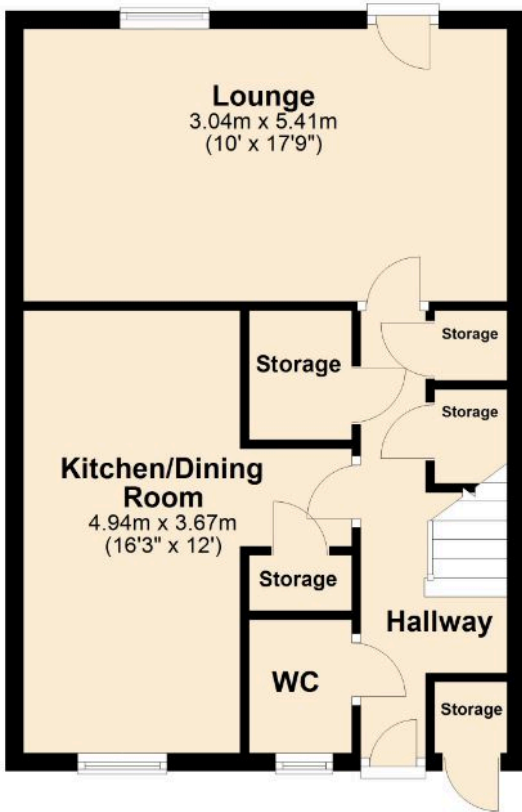 Lounge
3.04m x 5.41m
(10' x 17'9")
Storage
Storage
Storage
Kitchen/Dining
Room
4.94m x 3.67m
(16'3" x 12')
Storage
Hallway
WC
Storage